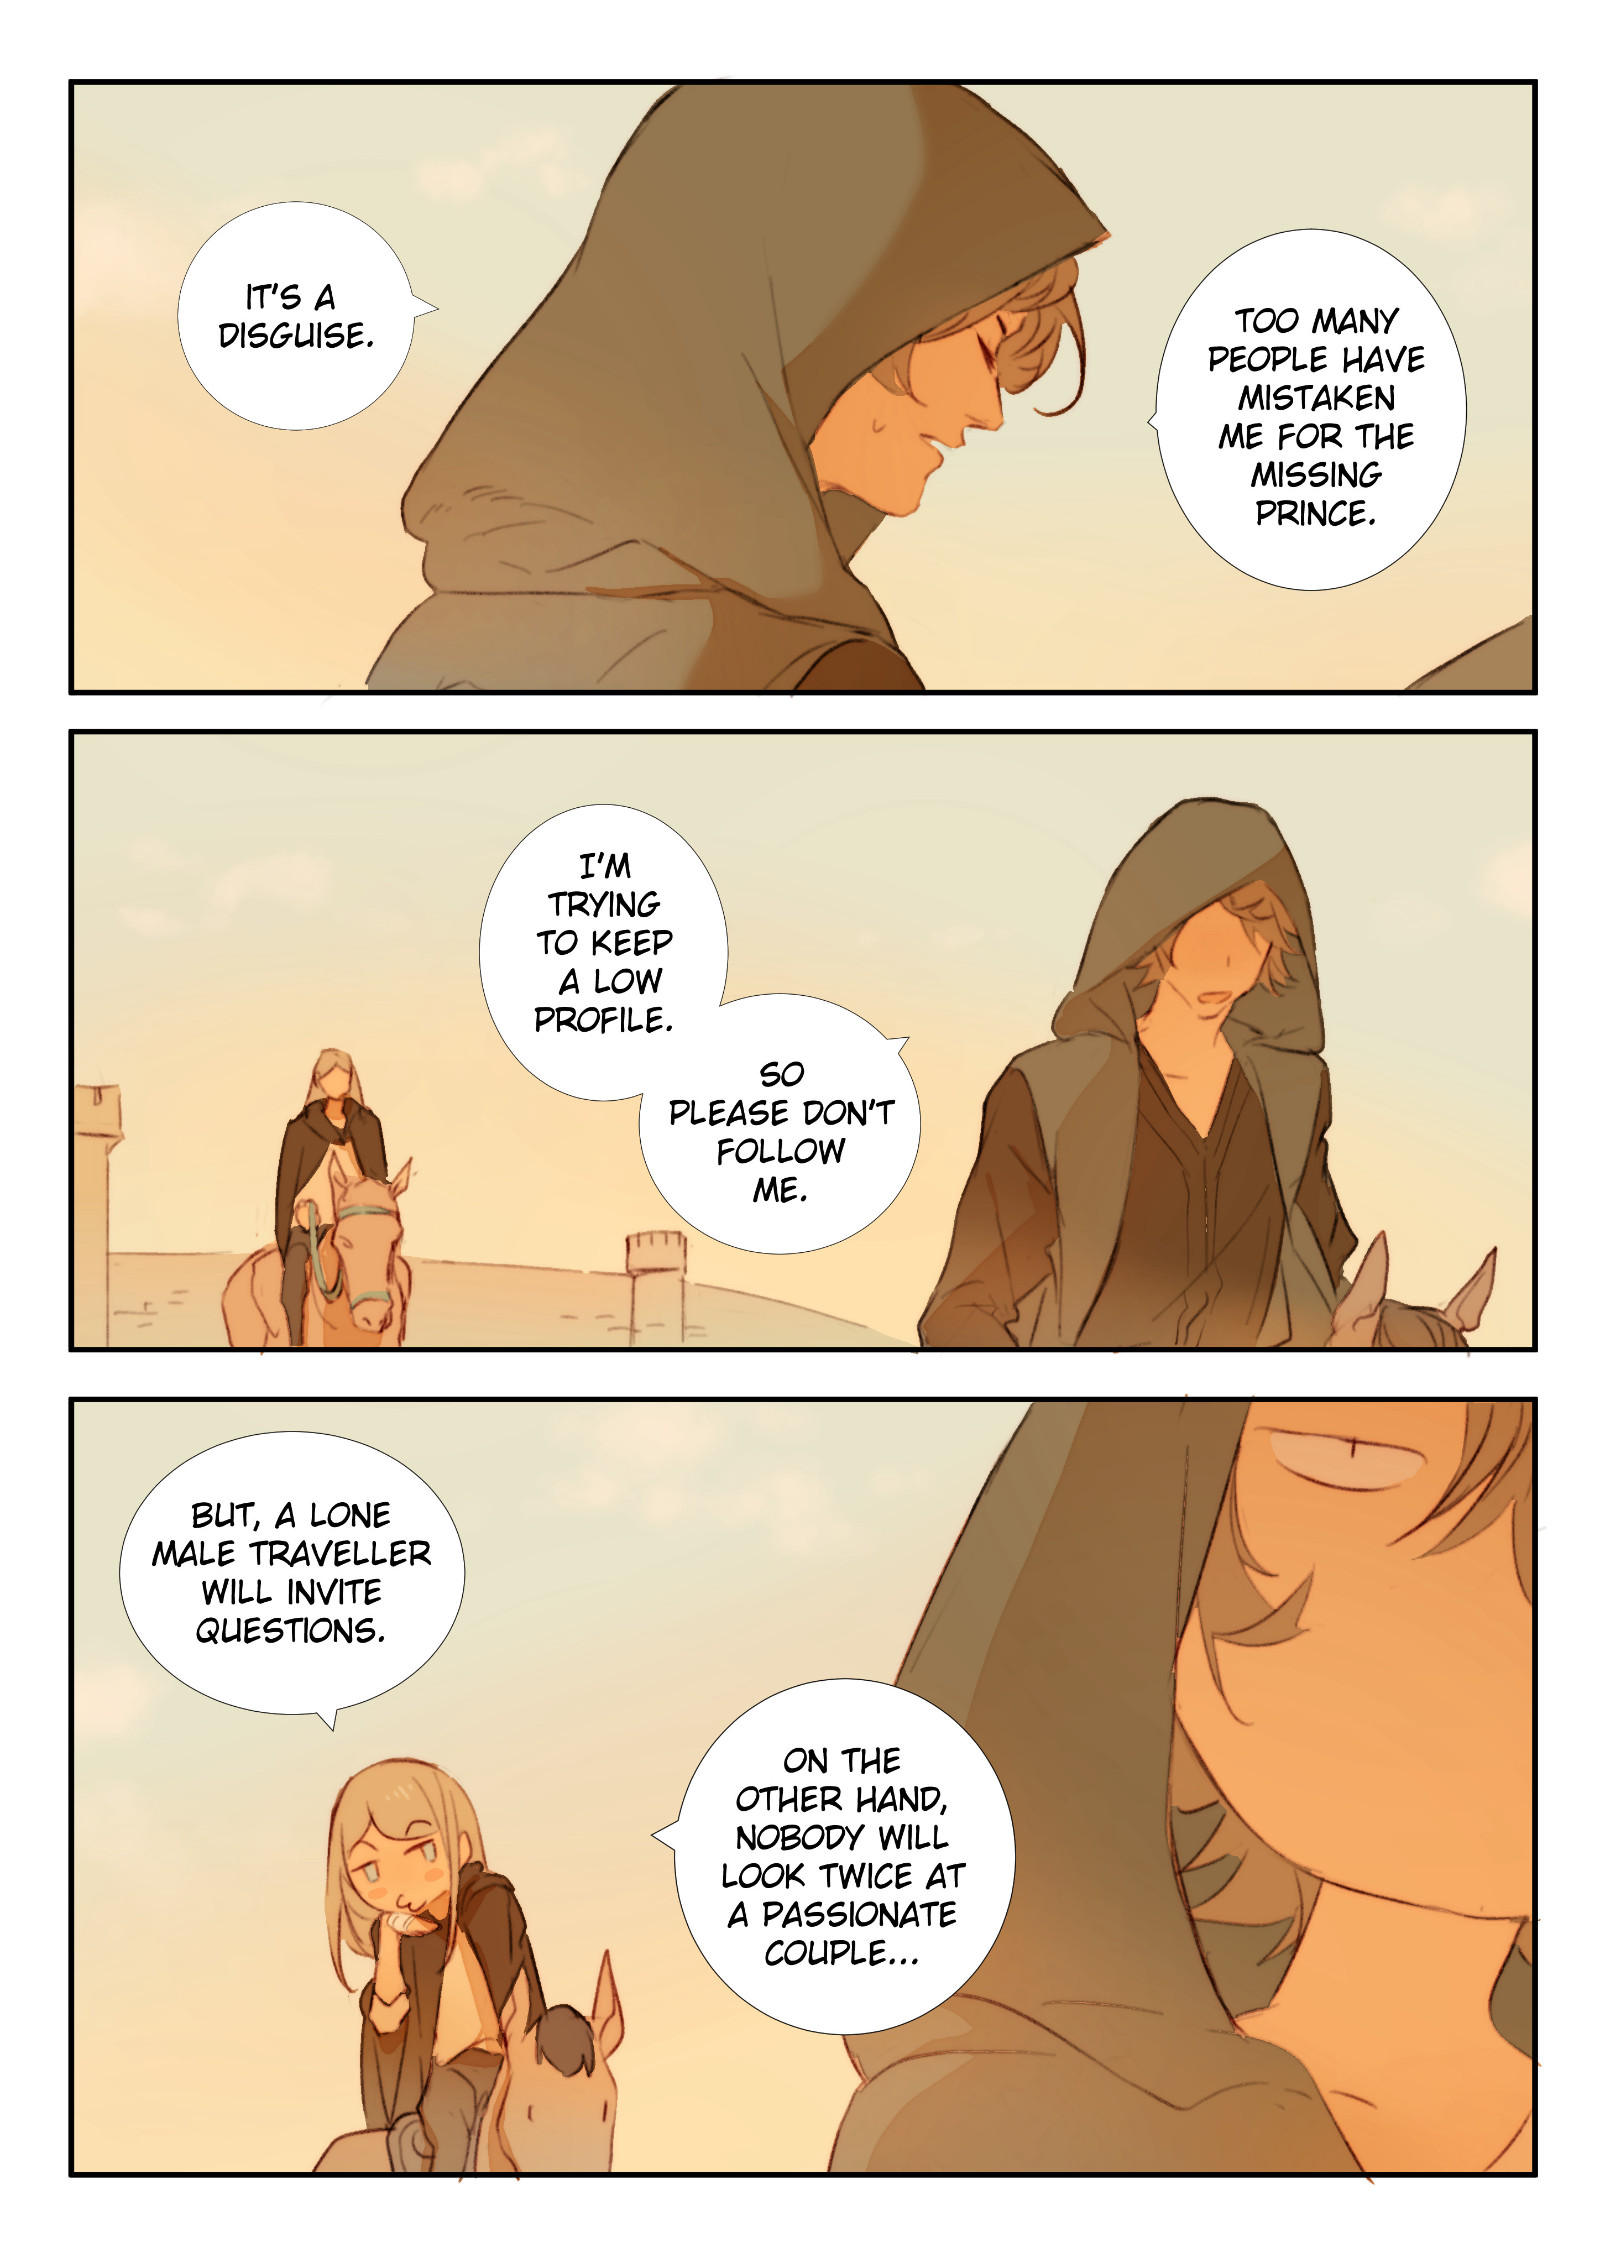 IT'S A
DISGUISE.
TOO MANY
PEOPLE HAVE
MISTAKEN
ME FOR THE
MISSING
PRINCE.
I'M
TRYING
TO KEEP
A LOW
PROFILE.
SO
PLEASE DON'T
FOLLOW
ME.
BUT, A LONE
MALE TRAVELLER
WILL INVITE
QUESTIONS.
ON THE
OTHER HAND,
NOBODY WILL
LOOK TWICE AT
A PASSIONATE
COUPLE...